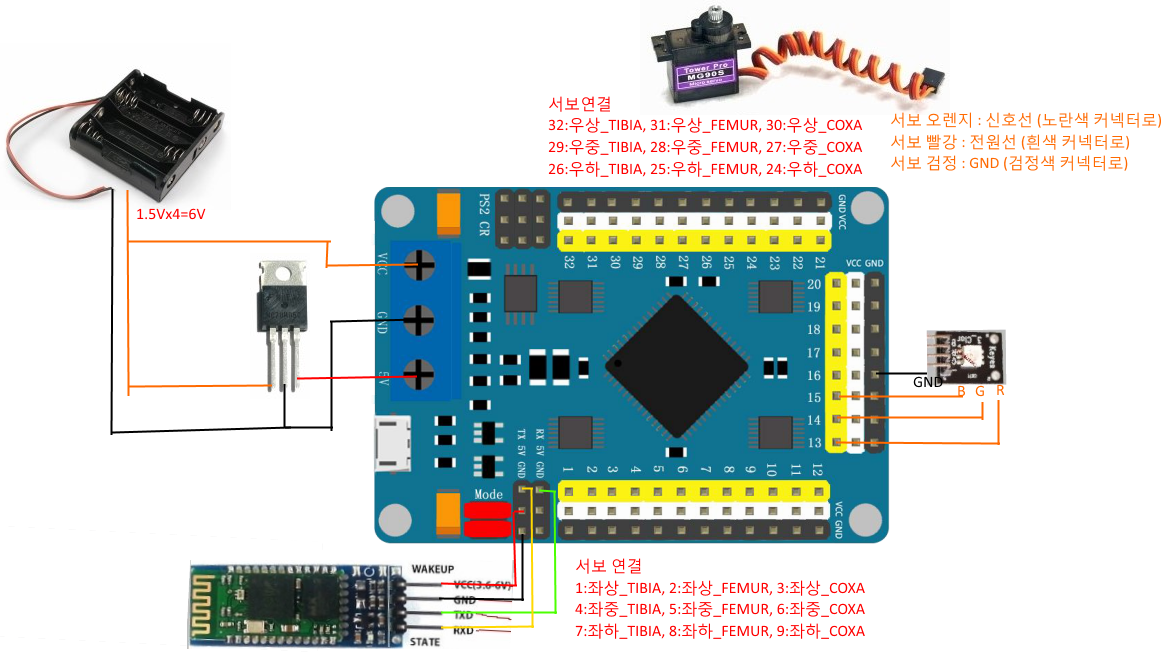 Tower Pro
MG90S
Micro Servo
서보연결
32:우상_TIBIA, 31:우상_FEMUR, 30:우상_COXA
29:우중_TIBIA, 28:우중_FEMUR, 27:우중_COXA
26:우하_TIBIA, 25:우하_FEMUR, 24:우하_COXA
서보 오렌지 : 신호선 (노란색 커넥터로)
서보 빨강 : 전원선 (흰색 커넥터로)
서보 검정 : GND (검정색 커넥터로)
1.5Vx4=6V
PS2 CR
GND VCC
32 31 30 29 28 27 26 25 24 23 22 21
VCC
GND
5V
VCC GND
20
19
18
17
16
15
14
13
GND
B G R
Keyes
TX 5V GND
RX 5V GND
Mode
1 2 3 4 5 6 7 8 9 10 11 12
VCC GND
WAKEUP
VCC(3.6-6V)
GND
TXD
RXD
STATE
서보 연결
1:좌상_TIBIA, 2:좌상_FEMUR, 3:좌상_COXA
4:좌중_TIBIA, 5:좌중_FEMUR, 6:좌중_COXA
7:좌하_TIBIA, 8:좌하_FEMUR, 9:좌하_COXA